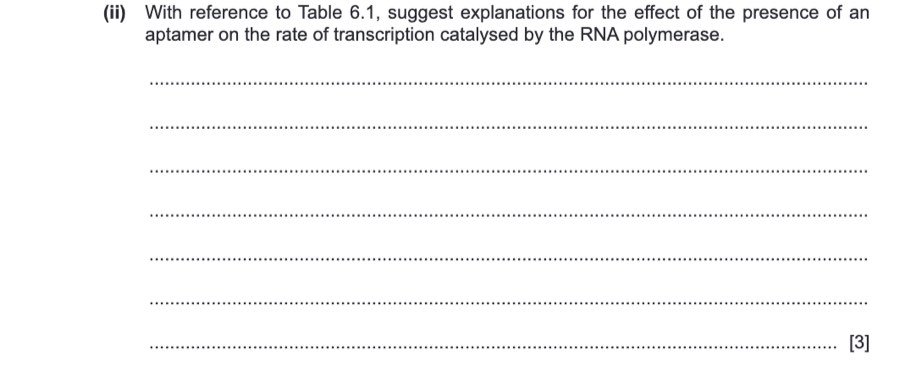 (ii) With reference to Table 6.1, suggest explanations for the effect of the presence of an
aptamer on the rate of transcription catalysed by the RNA polymerase.
[3]